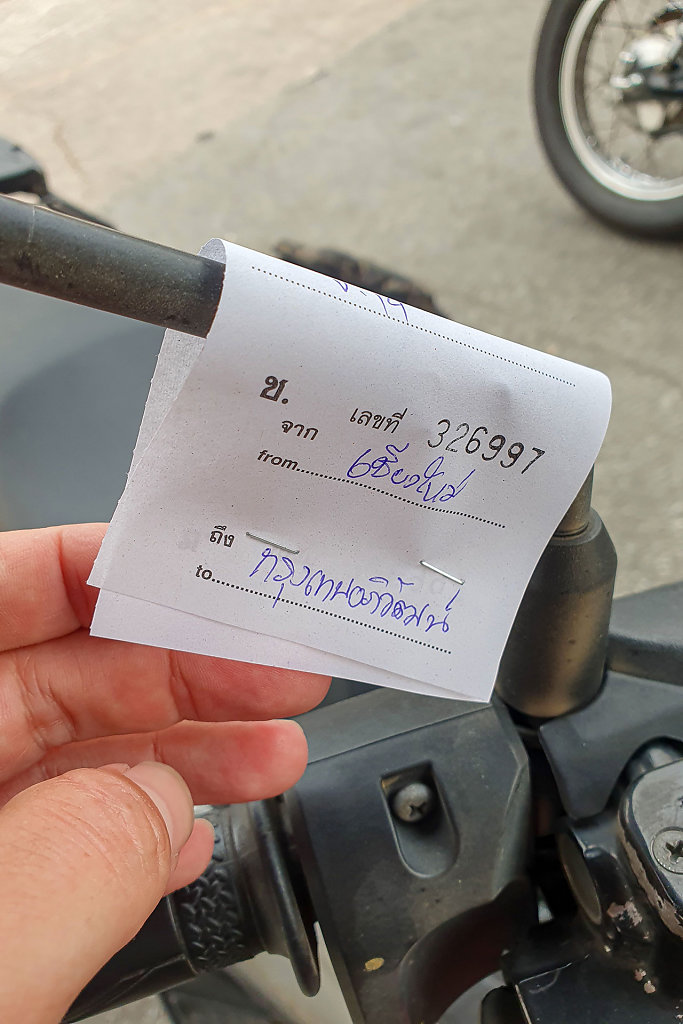 ช.
เลขที่ 326997
จาก
from เชียงใหม่
ถึง
to กรุงเทพอภิวัฒน์